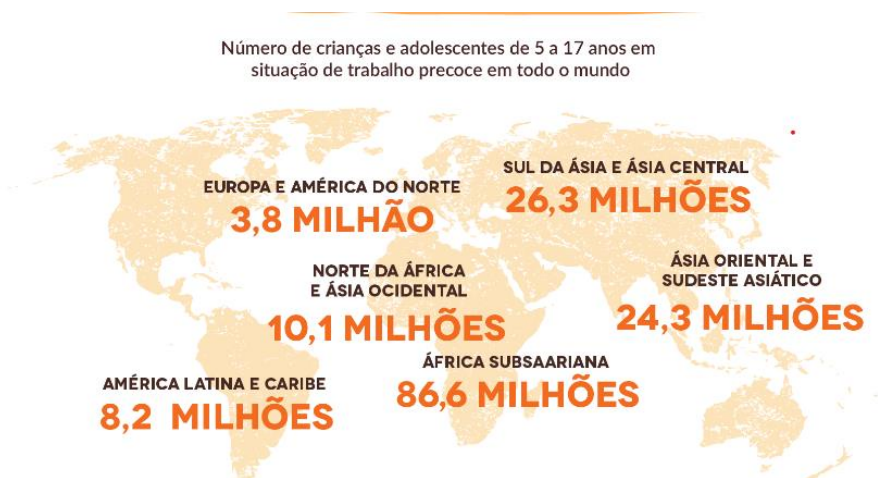 Número de crianças e adolescentes de 5 a 17 anos em
situação de trabalho precoce em todo o mundo
SUL DA ÁSIA E ÁSIA CENTRAL
26,3 MILHÕES
EUROPA E AMÉRICA DO NORTE
3,8 MILHÃO
ÁSIA ORIENTAL E
SUDESTE ASIÁTICO
24,3 MILHÕES
NORTE DA ÁFRICA
E ÁSIA OCIDENTAL
10,1 MILHÕES
ÁFRICA SUBSAARIANA
86,6 MILHÕES
AMÉRICA LATINA E CARIBE
8,2 MILHÕES